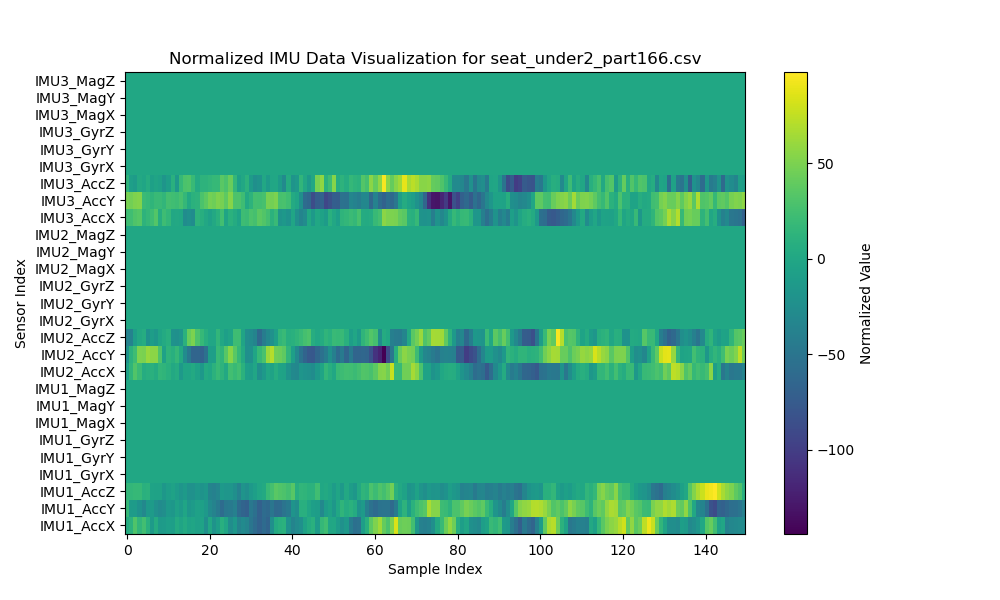 Normalized IMU Data Visualization for seat_under2_part166.csv
IMU3_MagZ
IMU3_MagY
IMU3_MagX
IMU3_GyrZ
IMU3_GyrY
IMU3_GyrX
IMU3_AccZ
IMU3_AccY
IMU3_AccX
IMU2_MagZ
IMU2_MagY
IMU2_MagX
IMU2_GyrZ
IMU2_GyrY
IMU2_GyrX
IMU2_AccZ
IMU2_AccY
IMU2_AccX
IMU1_MagZ
IMU1_MagY
IMU1_MagX
IMU1_GyrZ
IMU1_GyrY
IMU1_GyrX
IMU1_AccZ
IMU1_AccY
IMU1_AccX
Sensor Index
0 20 40 60 80 100 120 140
Sample Index
50
0
−50
−100
Normalized Value